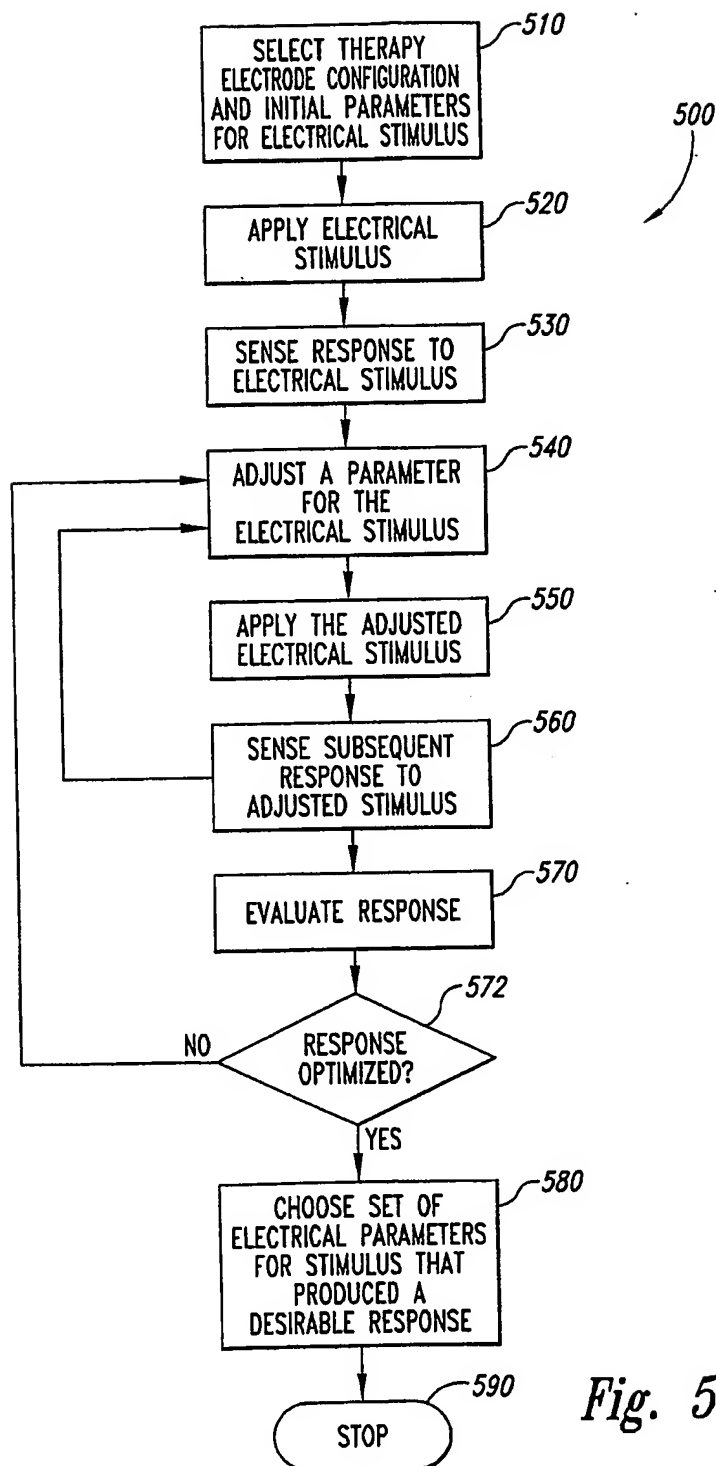 510
SELECT THERAPY
ELECTRODE CONFIGURATION
AND INITIAL PARAMETERS
FOR ELECTRICAL STIMULUS
500
520
APPLY ELECTRICAL
STIMULUS
530
SENSE RESPONSE TO
ELECTRICAL STIMULUS
540
ADJUST A PARAMETER
FOR THE
ELECTRICAL STIMULUS
550
APPLY THE ADJUSTED
ELECTRICAL STIMULUS
560
SENSE SUBSEQUENT
RESPONSE TO
ADJUSTED STIMULUS
570
EVALUATE RESPONSE
572
NO
RESPONSE
OPTIMIZED?
YES
580
CHOOSE SET OF
ELECTRICAL PARAMETERS
FOR STIMULUS THAT
PRODUCED A
DESIRABLE RESPONSE
590
STOP
Fig. 5